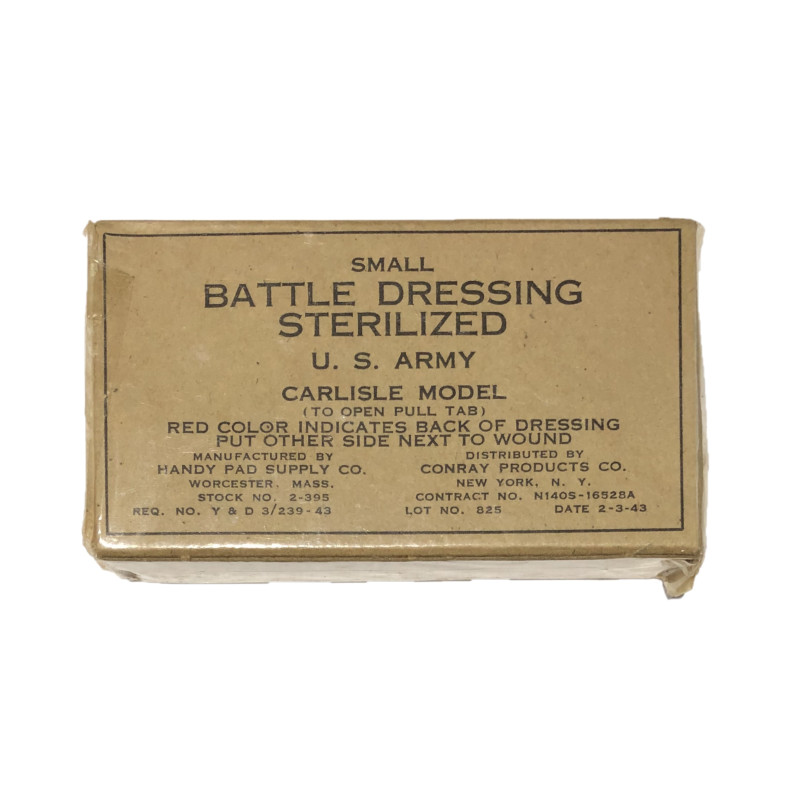 SMALL
BATTLE DRESSING
STERILIZED
U. S. ARMY
CARLISLE MODEL
(TO OPEN PULL TAB)
RED COLOR INDICATES BACK OF DRESSING
PUT OTHER SIDE NEXT TO WOUND
MANUFACTURED BY DISTRIBUTED BY
HANDY PAD SUPPLY CO. CONRAY PRODUCTS CO.
WORCESTER, MASS. NEW YORK, N. Y.
STOCK NO. 2-395 CONTRACT NO. N140S-16528A
REQ. NO. Y & D 3/239-43 LOT NO. 825 DATE 2-3-43